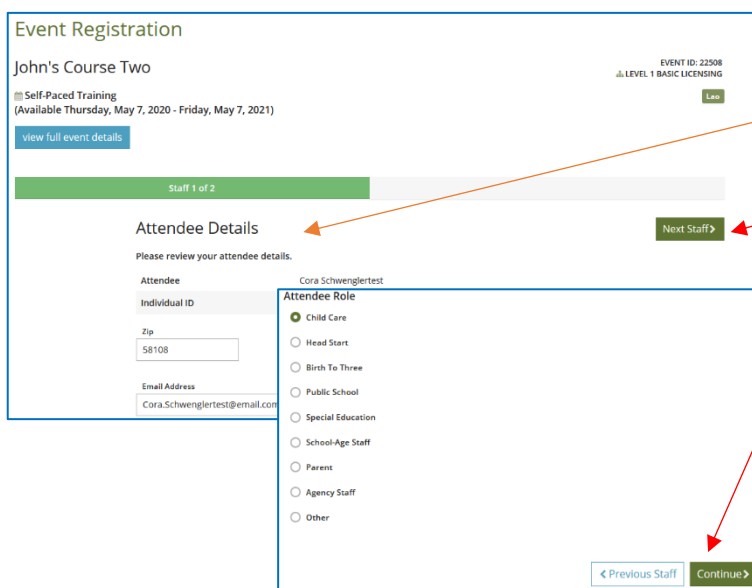 Event Registration
John's Course Two
EVENT ID: 22508
LEVEL 1 BASIC LICENSING
Self-Paced Training
Lao
(Available Thursday, May 7, 2020 - Friday, May 7, 2021)
view full event details
Staff 1 of 2
Attendee Details
Next Staff
Please review your attendee details.
Attendee Cora Schwenglertest
Individual ID
Zip
58108
Email Address
Cora.Schwenglertest@email.com
Attendee Role
Child Care
Head Start
Birth To Three
Public School
Special Education
School-Age Staff
Parent
Agency Staff
Other
Previous Staff Continue